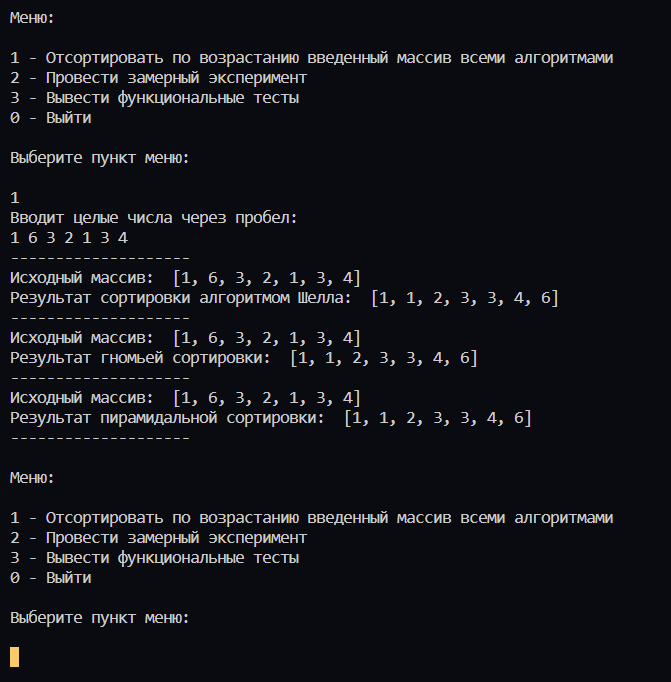 Меню:
1 - Отсортировать по возрастанию введенный массив всеми алгоритмами
2 - Провести замерный эксперимент
3 - Вывести функциональные тесты
0 - Выйти
Выберите пункт меню:
1
Вводит целые числа через пробел:
1 6 3 2 1 3 4
--------------------
Исходный массив:  [1, 6, 3, 2, 1, 3, 4]
Результат сортировки алгоритмом Шелла:  [1, 1, 2, 3, 3, 4, 6]
--------------------
Исходный массив:  [1, 6, 3, 2, 1, 3, 4]
Результат гномьей сортировки:  [1, 1, 2, 3, 3, 4, 6]
--------------------
Исходный массив:  [1, 6, 3, 2, 1, 3, 4]
Результат пирамидальной сортировки:  [1, 1, 2, 3, 3, 4, 6]
--------------------
Меню:
1 - Отсортировать по возрастанию введенный массив всеми алгоритмами
2 - Провести замерный эксперимент
3 - Вывести функциональные тесты
0 - Выйти
Выберите пункт меню: